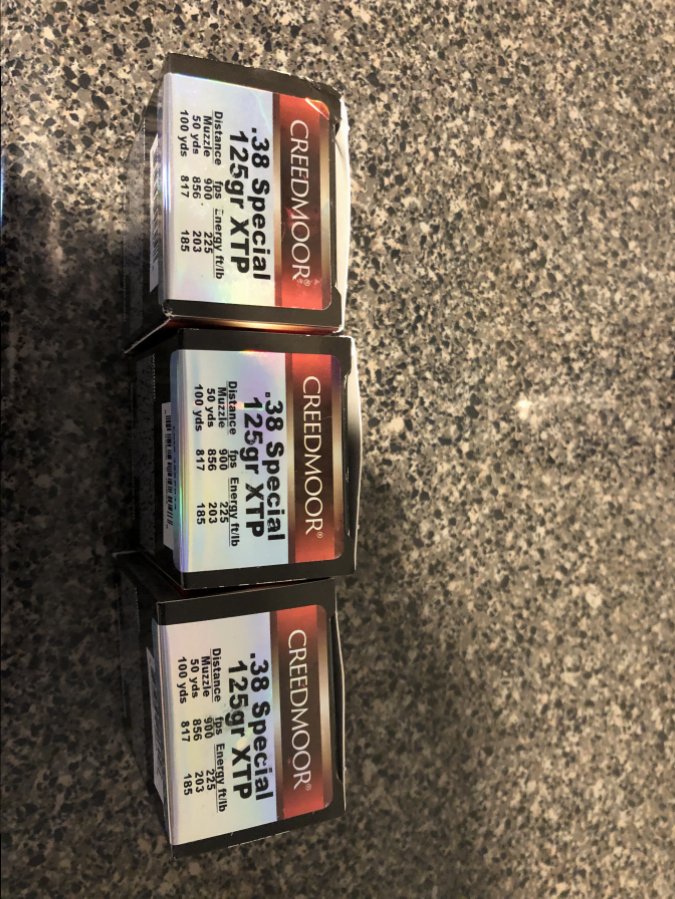 CREEDMOOR®
.38 Special
125gr XTP
Distance fps Energy ft/lb
Muzzle 900 225
50 yds 856 203
100 yds 817 185
CREEDMOOR®
.38 Special
125gr XTP
Distance fps Energy ft/lb
Muzzle 900 225
50 yds 856 203
100 yds 817 185
CREEDMOOR®
.38 Special
125gr XTP
Distance fps Energy ft/lb
Muzzle 900 225
50 yds 856 203
100 yds 817 185